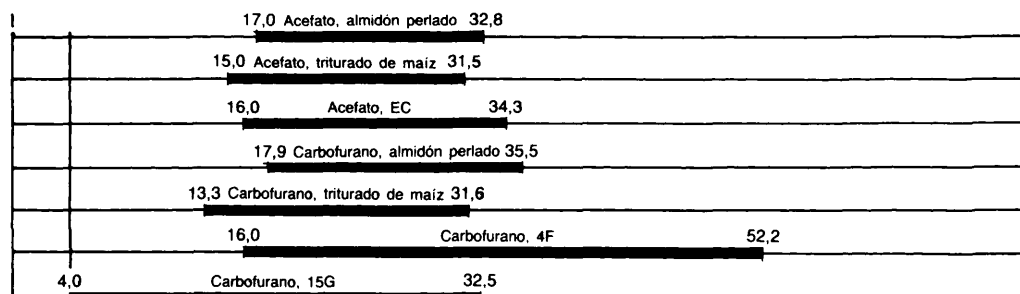 17,0 Acefato, almidón perlado 32,8
15,0 Acefato, triturado de maíz 31,5
16,0 Acefato, EC 34,3
17,9 Carbofurano, almidón perlado 35,5
13,3 Carbofurano, triturado de maíz 31,6
16,0 Carbofurano, 4F 52,2
4,0 Carbofurano, 15G 32,5